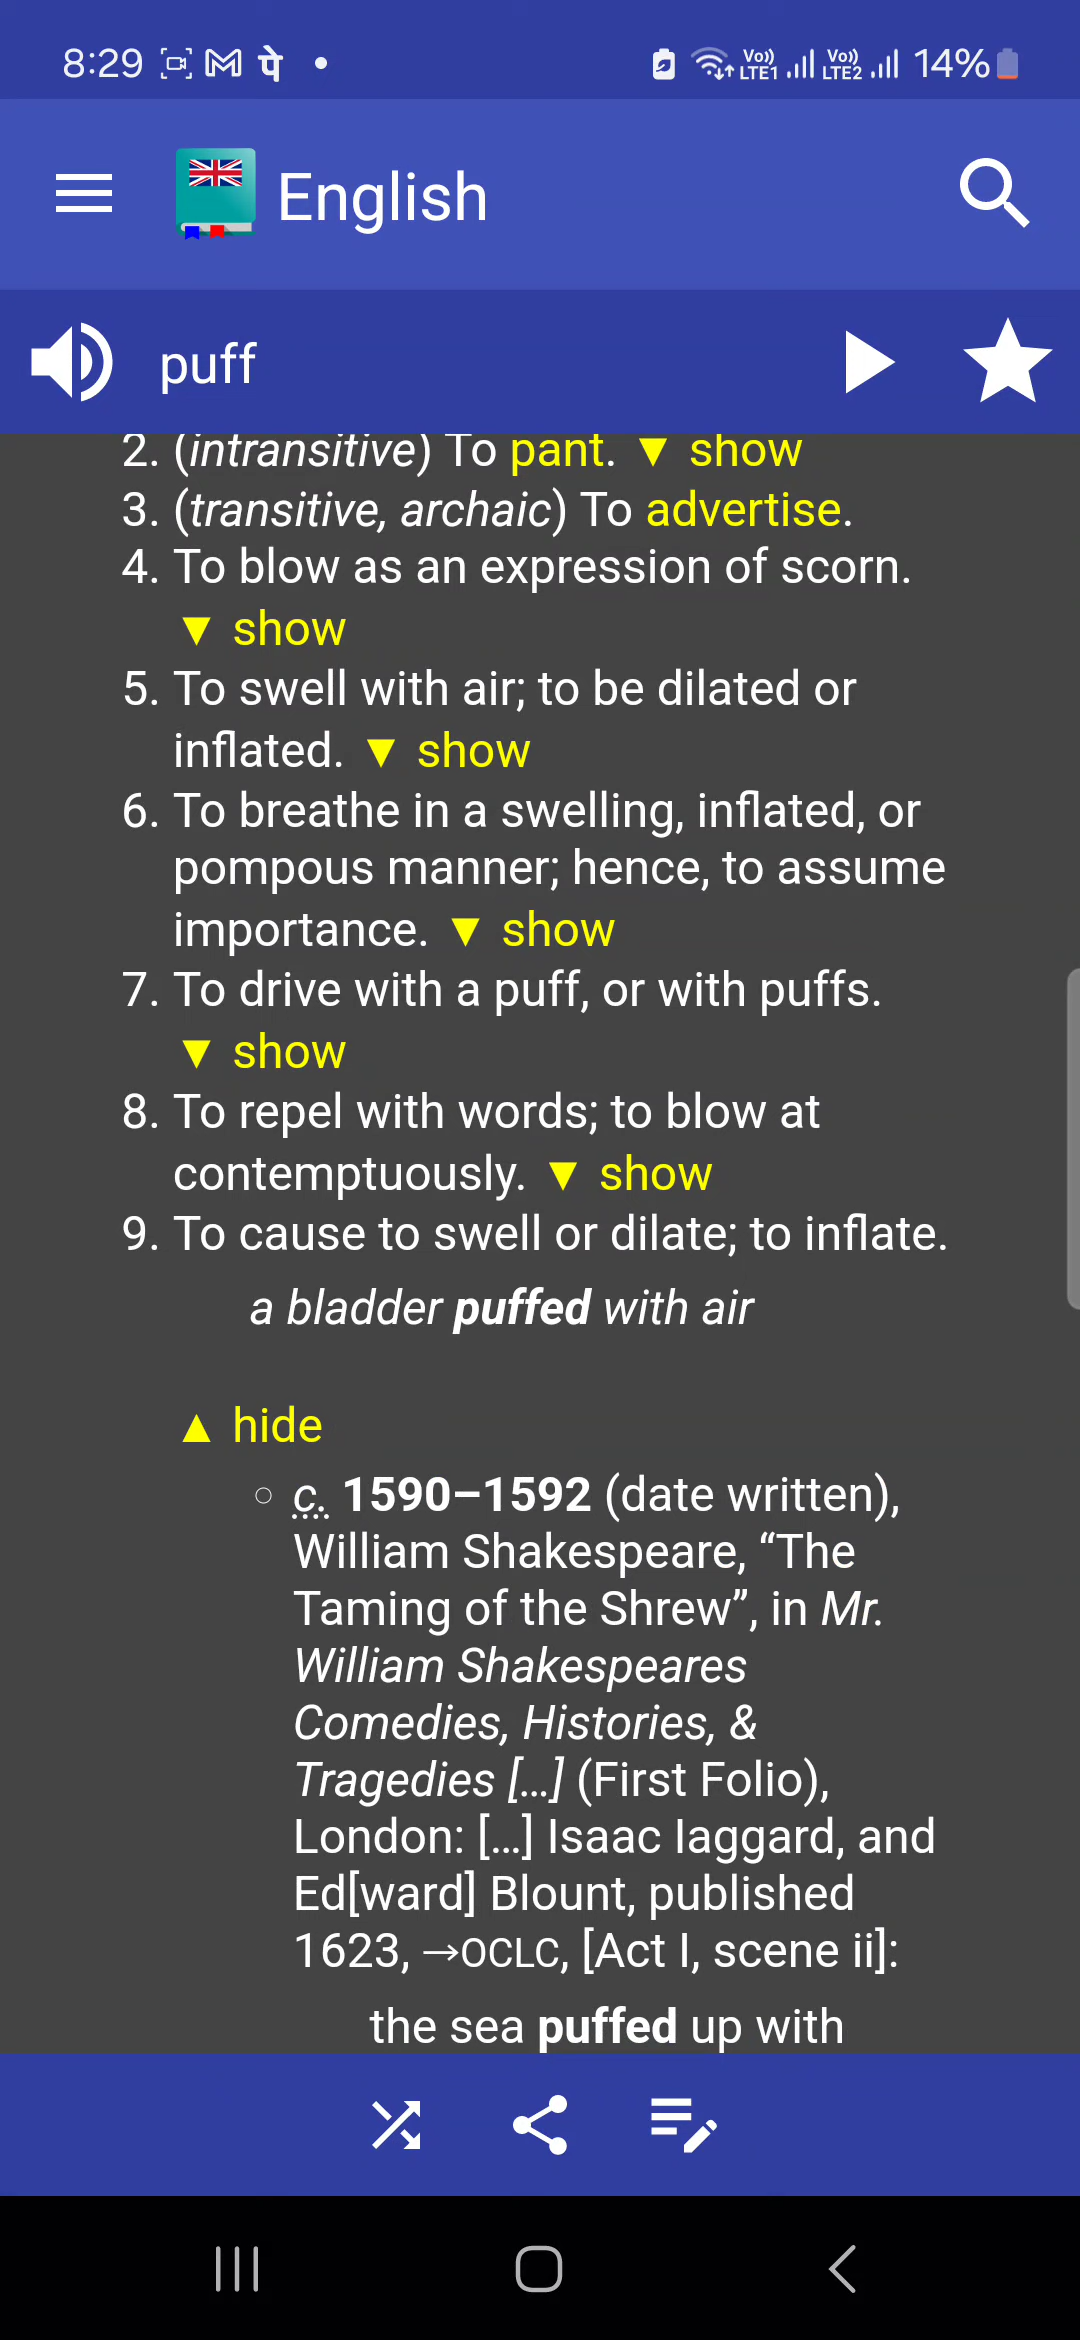 8:29 पे Vo)) LTE1 Vo)) LTE2 14%
English
puff
2. (intransitive) To pant. ▼ show
3. (transitive, archaic) To advertise.
4. To blow as an expression of scorn.
▼ show
5. To swell with air; to be dilated or
inflated. ▼ show
6. To breathe in a swelling, inflated, or
pompous manner; hence, to assume
importance. ▼ show
7. To drive with a puff, or with puffs.
▼ show
8. To repel with words; to blow at
contemptuously. ▼ show
9. To cause to swell or dilate; to inflate.
a bladder puffed with air
▲ hide
○ c. 1590–1592 (date written),
William Shakespeare, “The
Taming of the Shrew”, in Mr.
William Shakespeares
Comedies, Histories, &
Tragedies […] (First Folio),
London: […] Isaac Iaggard, and
Ed[ward] Blount, published
1623, →OCLC, [Act I, scene ii]:
the sea puffed up with